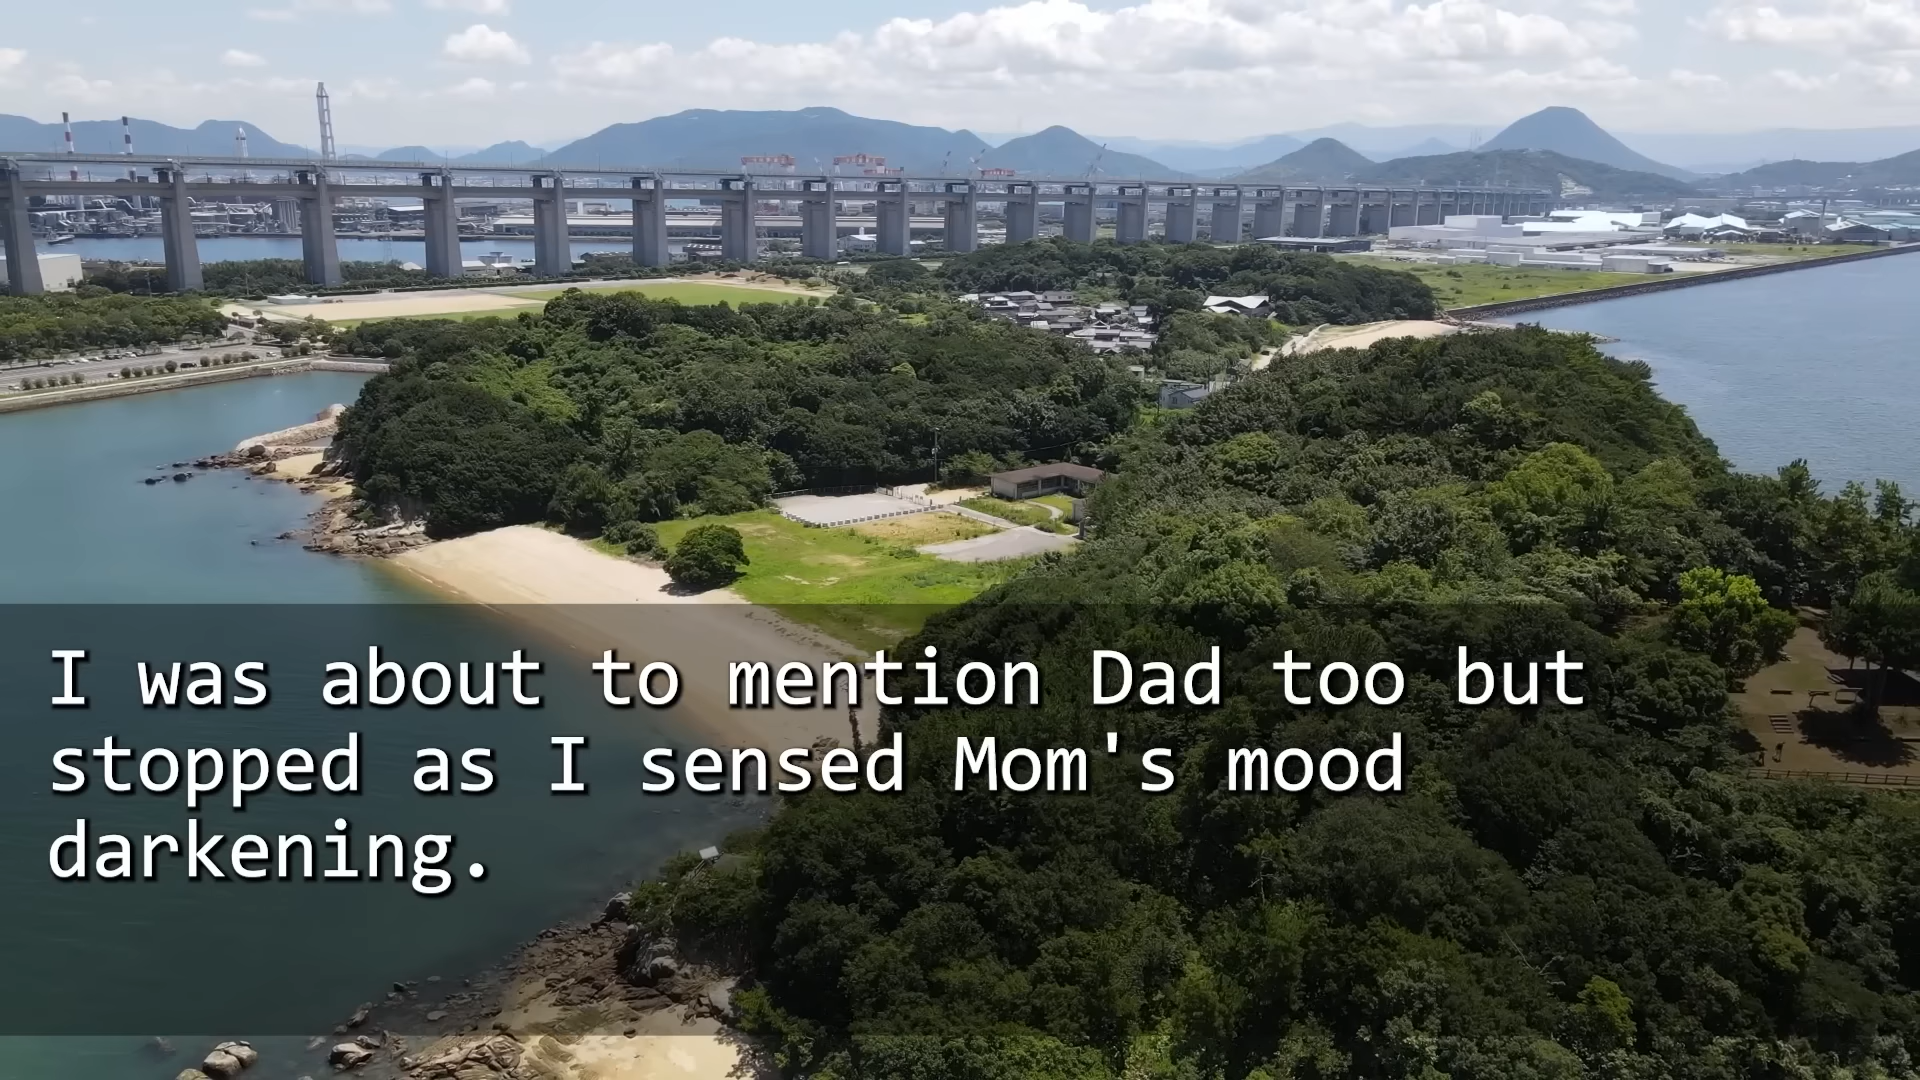 I was about to mention Dad too but
stopped as I sensed Mom's mood
darkening.